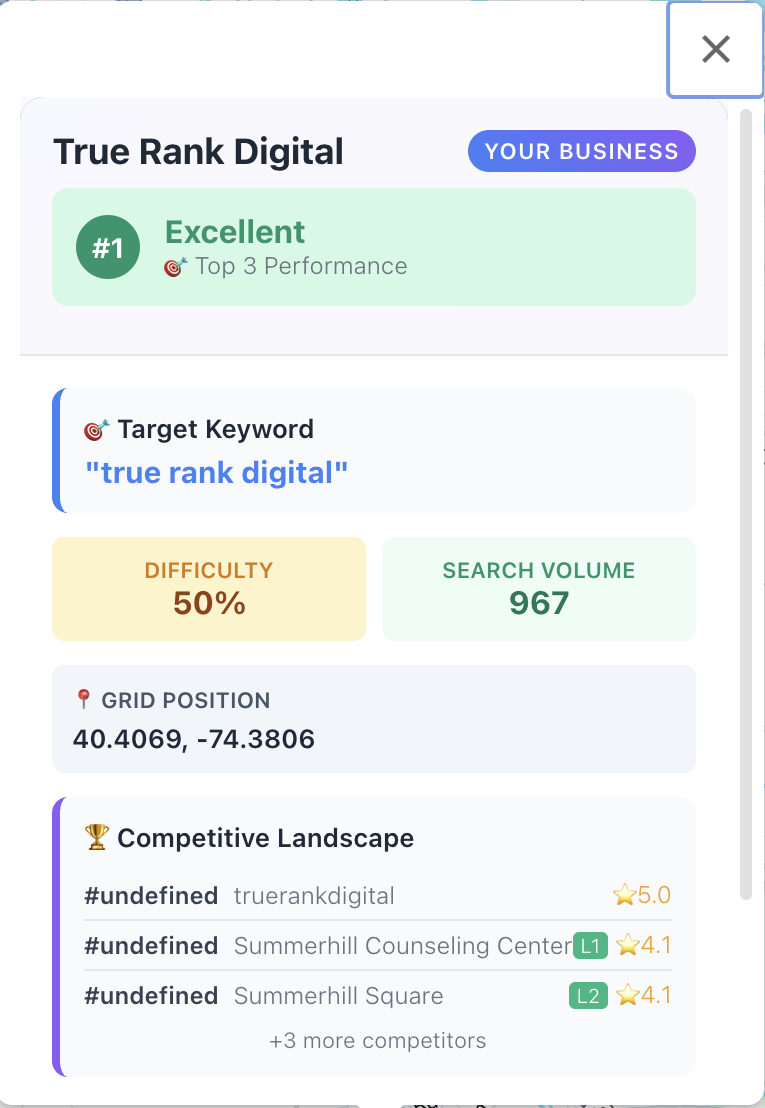 True Rank Digital
YOUR BUSINESS
#1
Excellent
🎯 Top 3 Performance
🎯 Target Keyword
"true rank digital"
DIFFICULTY
50%
SEARCH VOLUME
967
📍 GRID POSITION
40.4069, -74.3806
🏆 Competitive Landscape
#undefined truerankdigital ⭐5.0
#undefined Summerhill Counseling Center L1 ⭐4.1
#undefined Summerhill Square L2 ⭐4.1
+3 more competitors